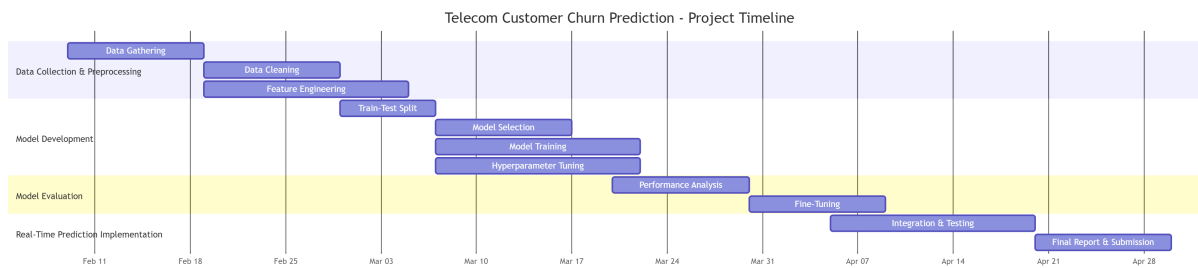 Telecom Customer Churn Prediction - Project Timeline
Data Gathering
Data Collection & Preprocessing
Data Cleaning
Feature Engineering
Train-Test Split
Model Development
Model Selection
Model Training
Hyperparameter Tuning
Model Evaluation
Performance Analysis
Fine-Tuning
Real-Time Prediction Implementation
Integration & Testing
Final Report & Submission
Feb 11 Feb 18 Feb 25 Mar 03 Mar 10 Mar 17 Mar 24 Mar 31 Apr 07 Apr 14 Apr 21 Apr 28